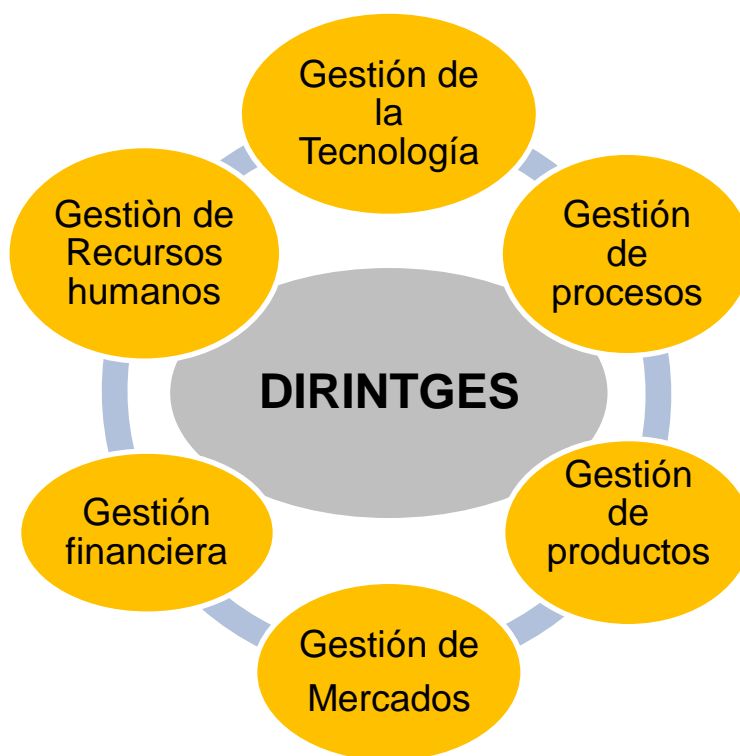 Gestión de
la
Tecnología
Gestión
de
procesos
Gestión
de
productos
Gestión de
Mercados
Gestión
financiera
Gestiòn de
Recursos
humanos
DIRINTGES